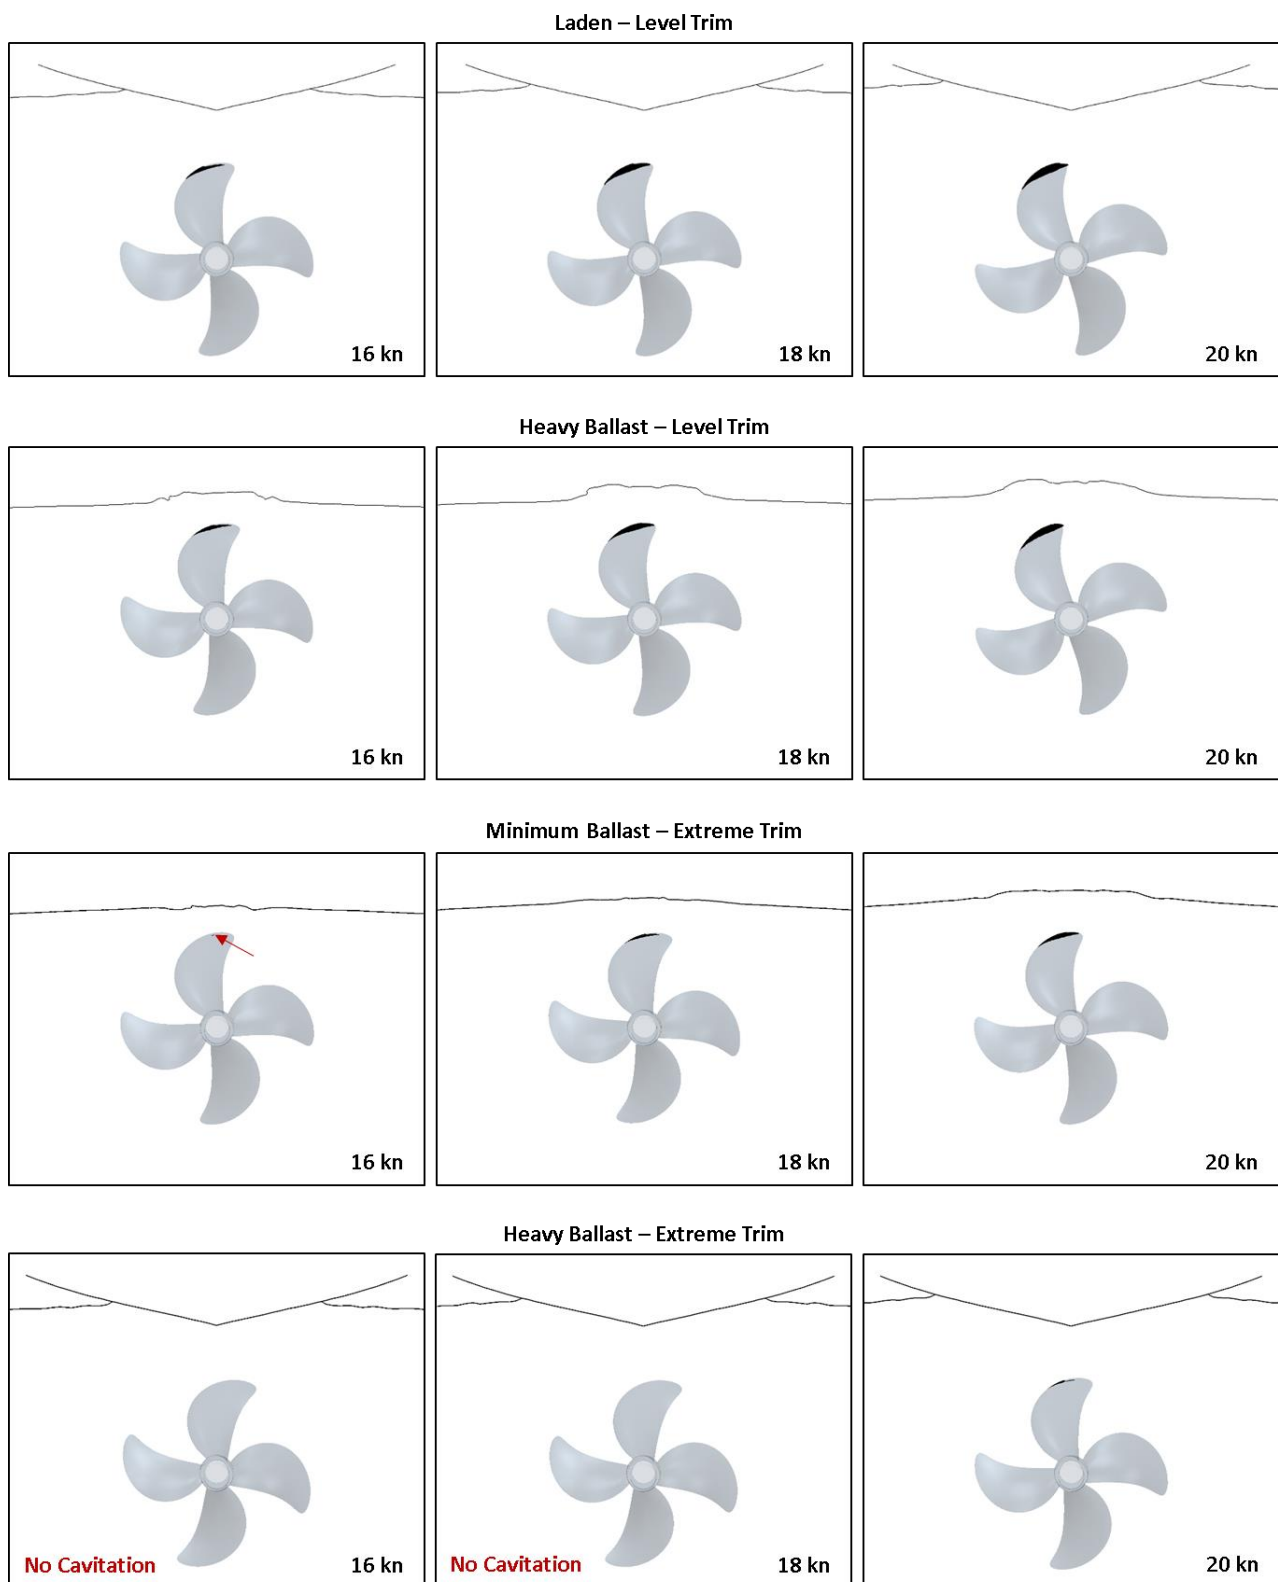 Laden – Level Trim
16 kn
18 kn
20 kn
Heavy Ballast – Level Trim
16 kn
18 kn
20 kn
Minimum Ballast – Extreme Trim
16 kn
18 kn
20 kn
Heavy Ballast – Extreme Trim
No Cavitation 16 kn
No Cavitation 18 kn
20 kn